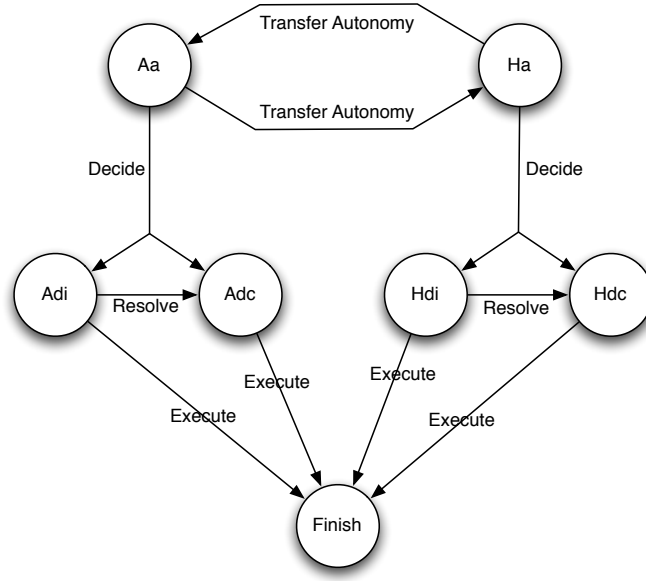 Transfer Autonomy
Aa
Ha
Transfer Autonomy
Decide
Decide
Adi
Resolve
Adc
Hdi
Resolve
Hdc
Execute
Execute
Execute
Execute
Finish